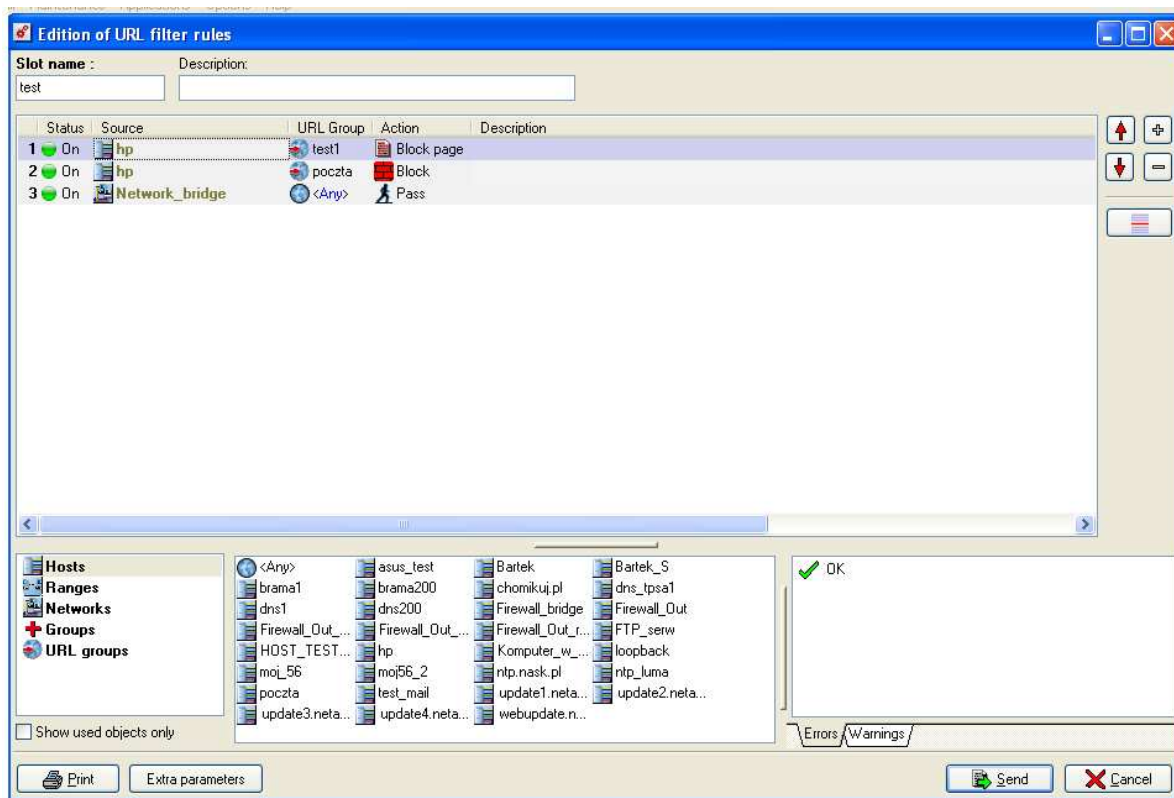 Edition of URL filter rules
Slot name : Description:
test
Status Source URL Group Action Description
1 On hp test1 Block page
2 On hp poczta Block
3 On Network_bridge <Any> Pass
Hosts
Ranges
Networks
Groups
URL groups
<Any> asus_test Bartek Bartek_S
brama1 brama200 chomikuj.pl dns_tpsa1
dns1 dns200 Firewall_bridge Firewall_Out
Firewall_Out_... Firewall_Out_... Firewall_Out_r... FTP_serw
HOST_TEST... hp Komputer_w_... loopback
moj_56 moj56_2 ntp.nask.pl ntp_luma
poczta test_mail update1.neta... update2.neta...
update3.neta... update4.neta... webupdate.n...
OK
Show used objects only
Errors Warnings
Print Extra parameters Send Cancel